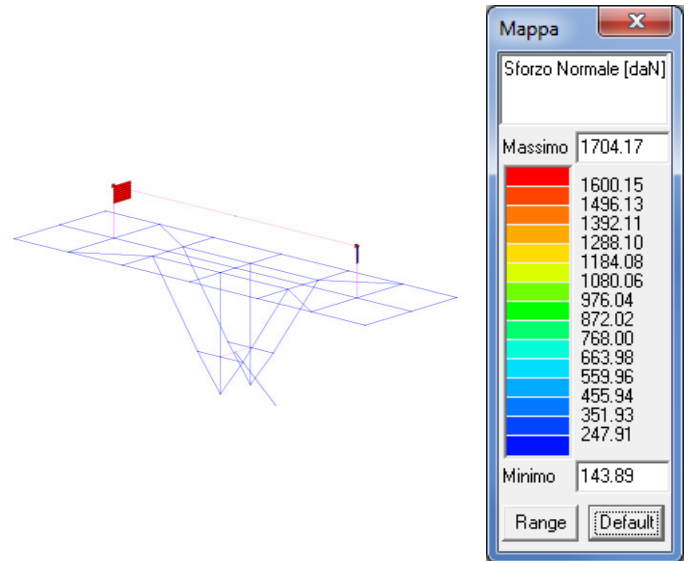 Mappa
Sforzo Normale [daN]
Massimo 1704.17
1600.15
1496.13
1392.11
1288.10
1184.08
1080.06
976.04
872.02
768.00
663.98
559.96
455.94
351.93
247.91
Minimo 143.89
Range Default